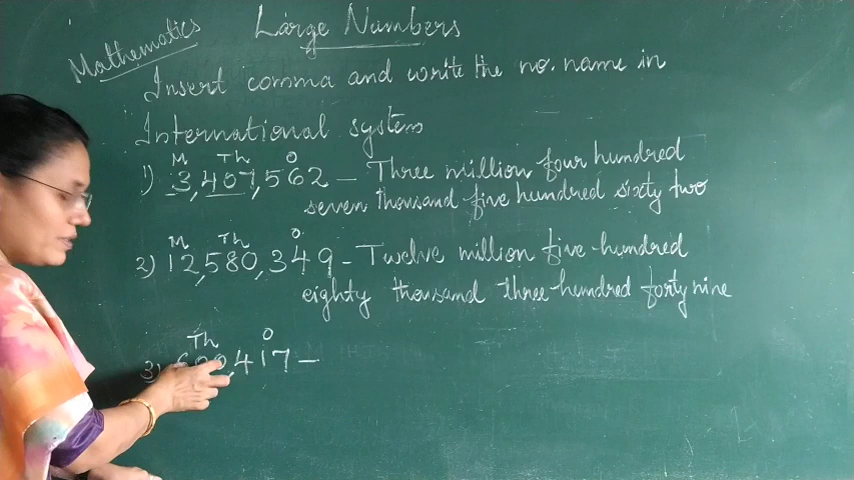 Mathematics
Large Numbers
Insert comma and write the no. name in
International system
M Th O
1) 3,407,562 - Three million four hundred
seven thousand five hundred sixty two
M Th O
2) 12,580,349 - Twelve million five hundred
eighty thousand three hundred forty nine
Th O
3) ,417 -